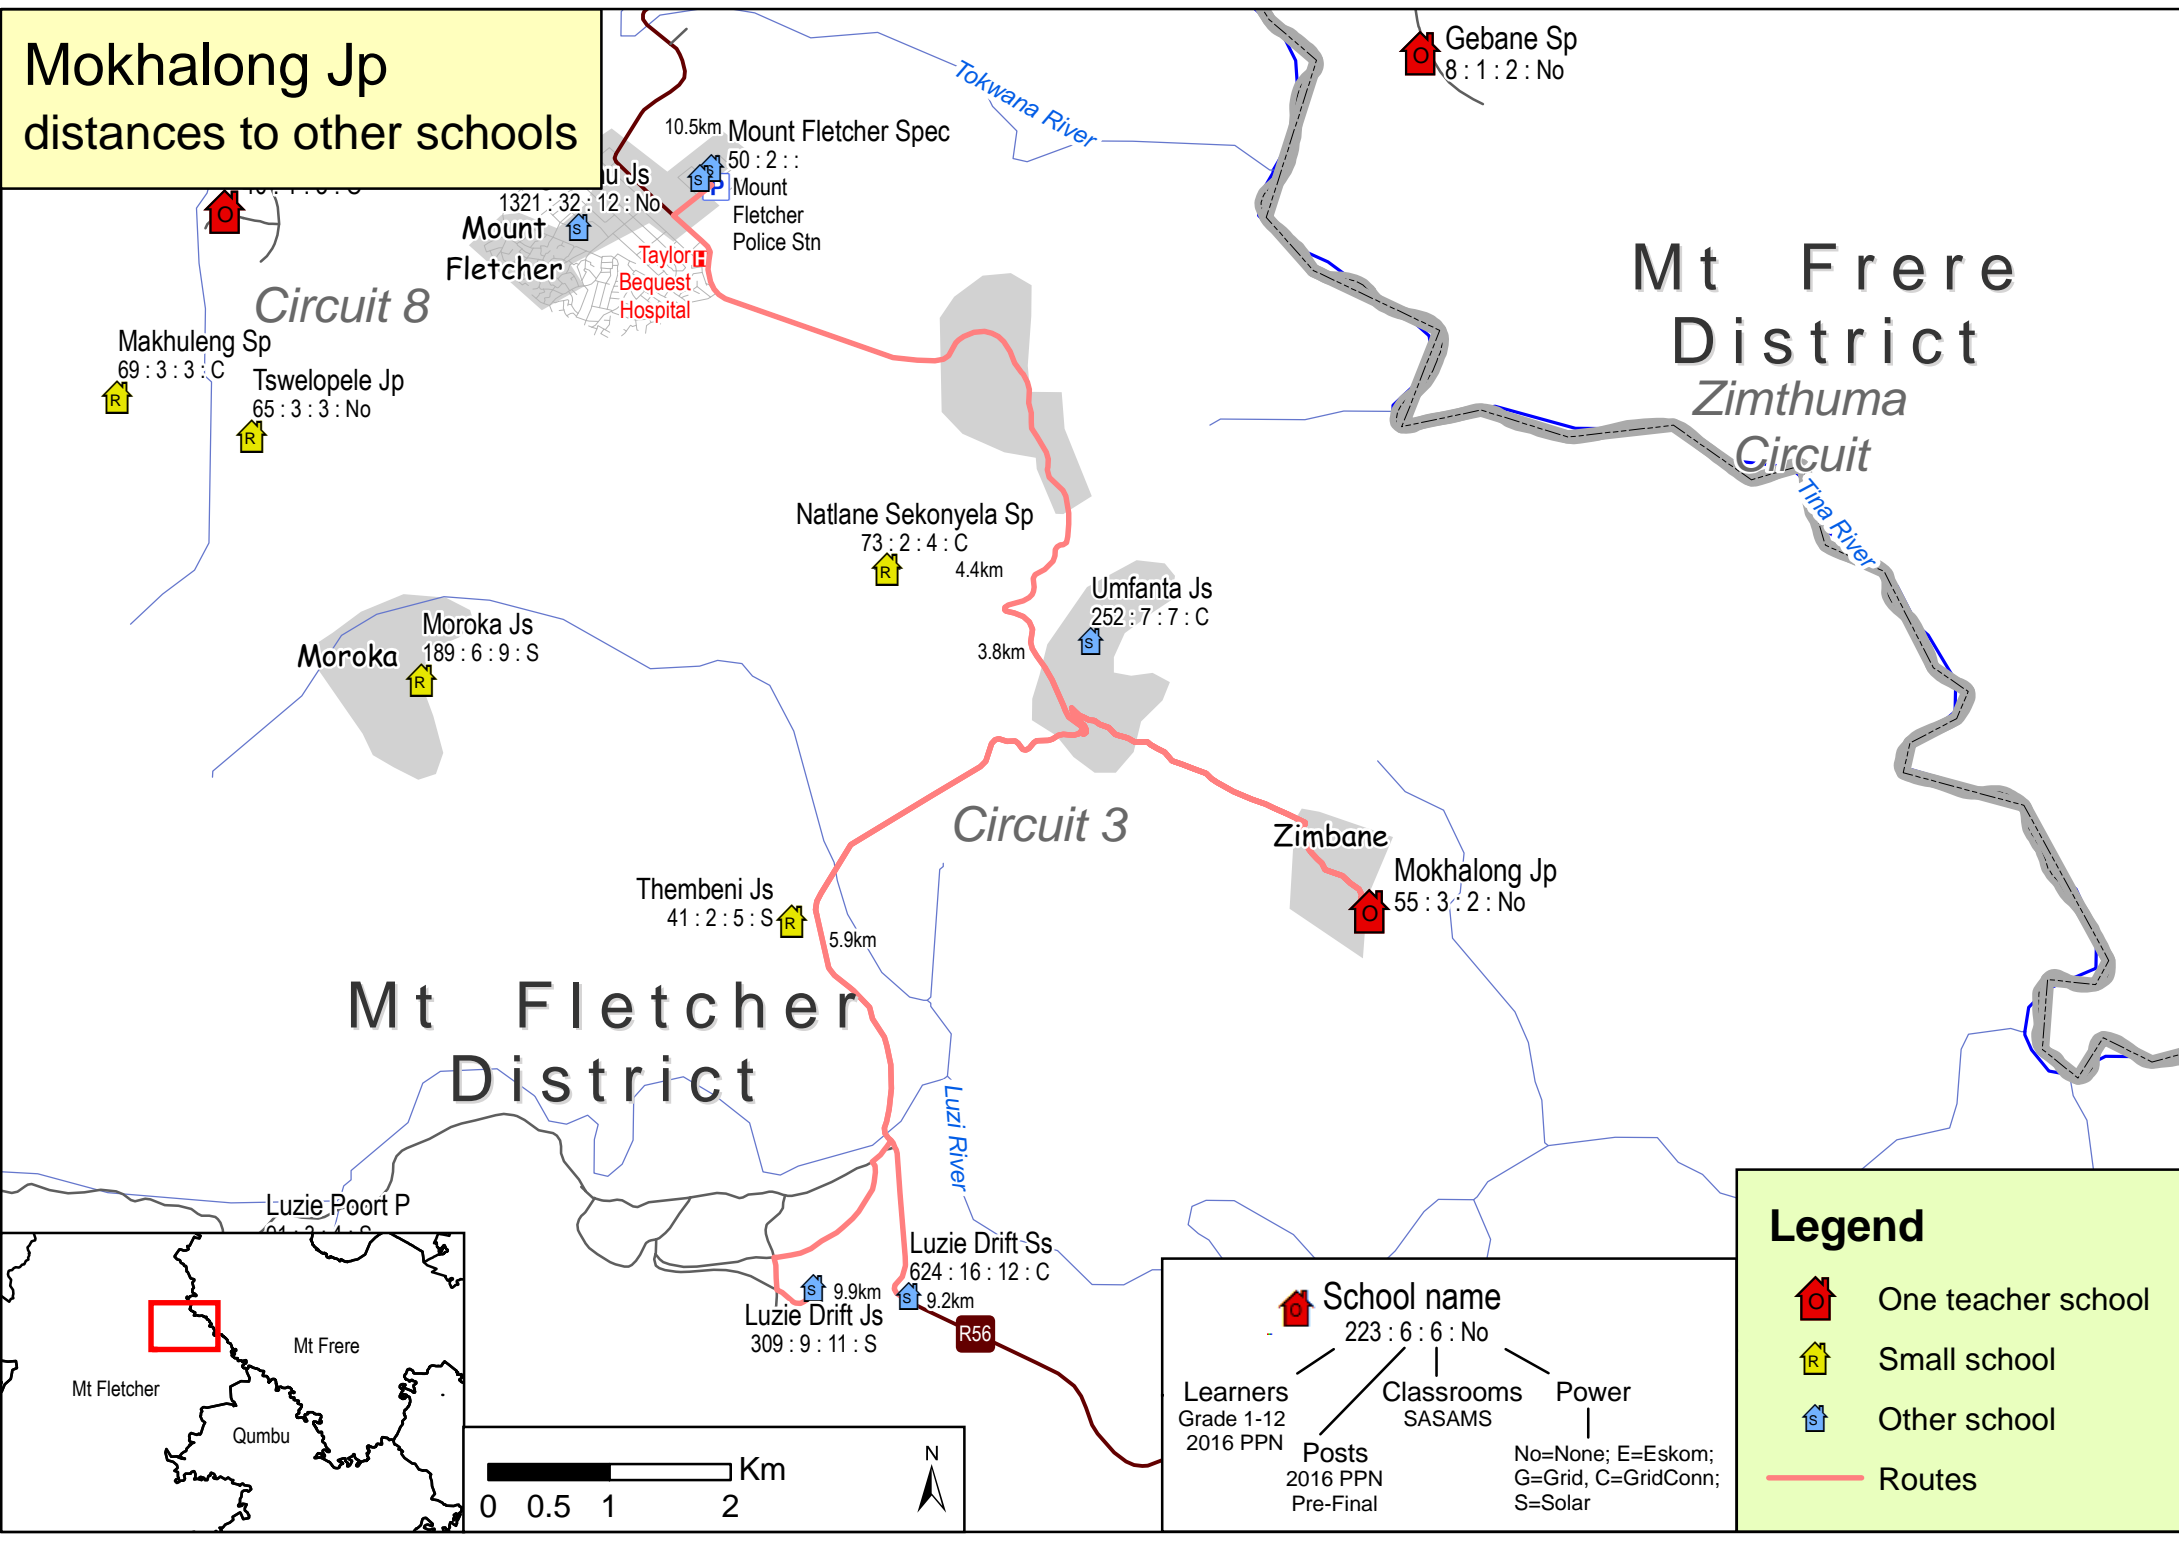 Mokhalong Jp
distances to other schools
Gebane Sp
8 : 1 : 2 : No
Tokwana River
10.5km
Mount Fletcher Spec
50 : 2 : :
Mount
Fletcher
Police Stn
P
S
S
u Js
1321 : 32 : 12 : No
S
O
Mount
Fletcher
Taylor
Bequest
Hospital
H
Circuit 8
Mt Frere
District
Zimthuma
Circuit
Tina River
Makhuleng Sp
69 : 3 : 3 : C
R
Tswelopele Jp
65 : 3 : 3 : No
R
Natlane Sekonyela Sp
73 : 2 : 4 : C
R
4.4km
Umfanta Js
252 : 7 : 7 : C
S
3.8km
Moroka Js
189 : 6 : 9 : S
R
Moroka
Circuit 3
Zimbane
Mokhalong Jp
55 : 3 : 2 : No
O
Thembeni Js
41 : 2 : 5 : S
R
5.9km
Mt Fletcher
District
Luzi River
Luzie Poort P
Luzie Drift Ss
624 : 16 : 12 : C
S
9.2km
S
9.9km
Luzie Drift Js
309 : 9 : 11 : S
R56
Mt Frere
Mt Fletcher
Qumbu
Km
0 0.5 1 2
N
O
School name
223 : 6 : 6 : No
Learners
Grade 1-12
2016 PPN
Posts
2016 PPN
Pre-Final
Classrooms
SASAMS
Power
No=None; E=Eskom;
G=Grid, C=GridConn;
S=Solar
Legend
O One teacher school
R Small school
S Other school
Routes